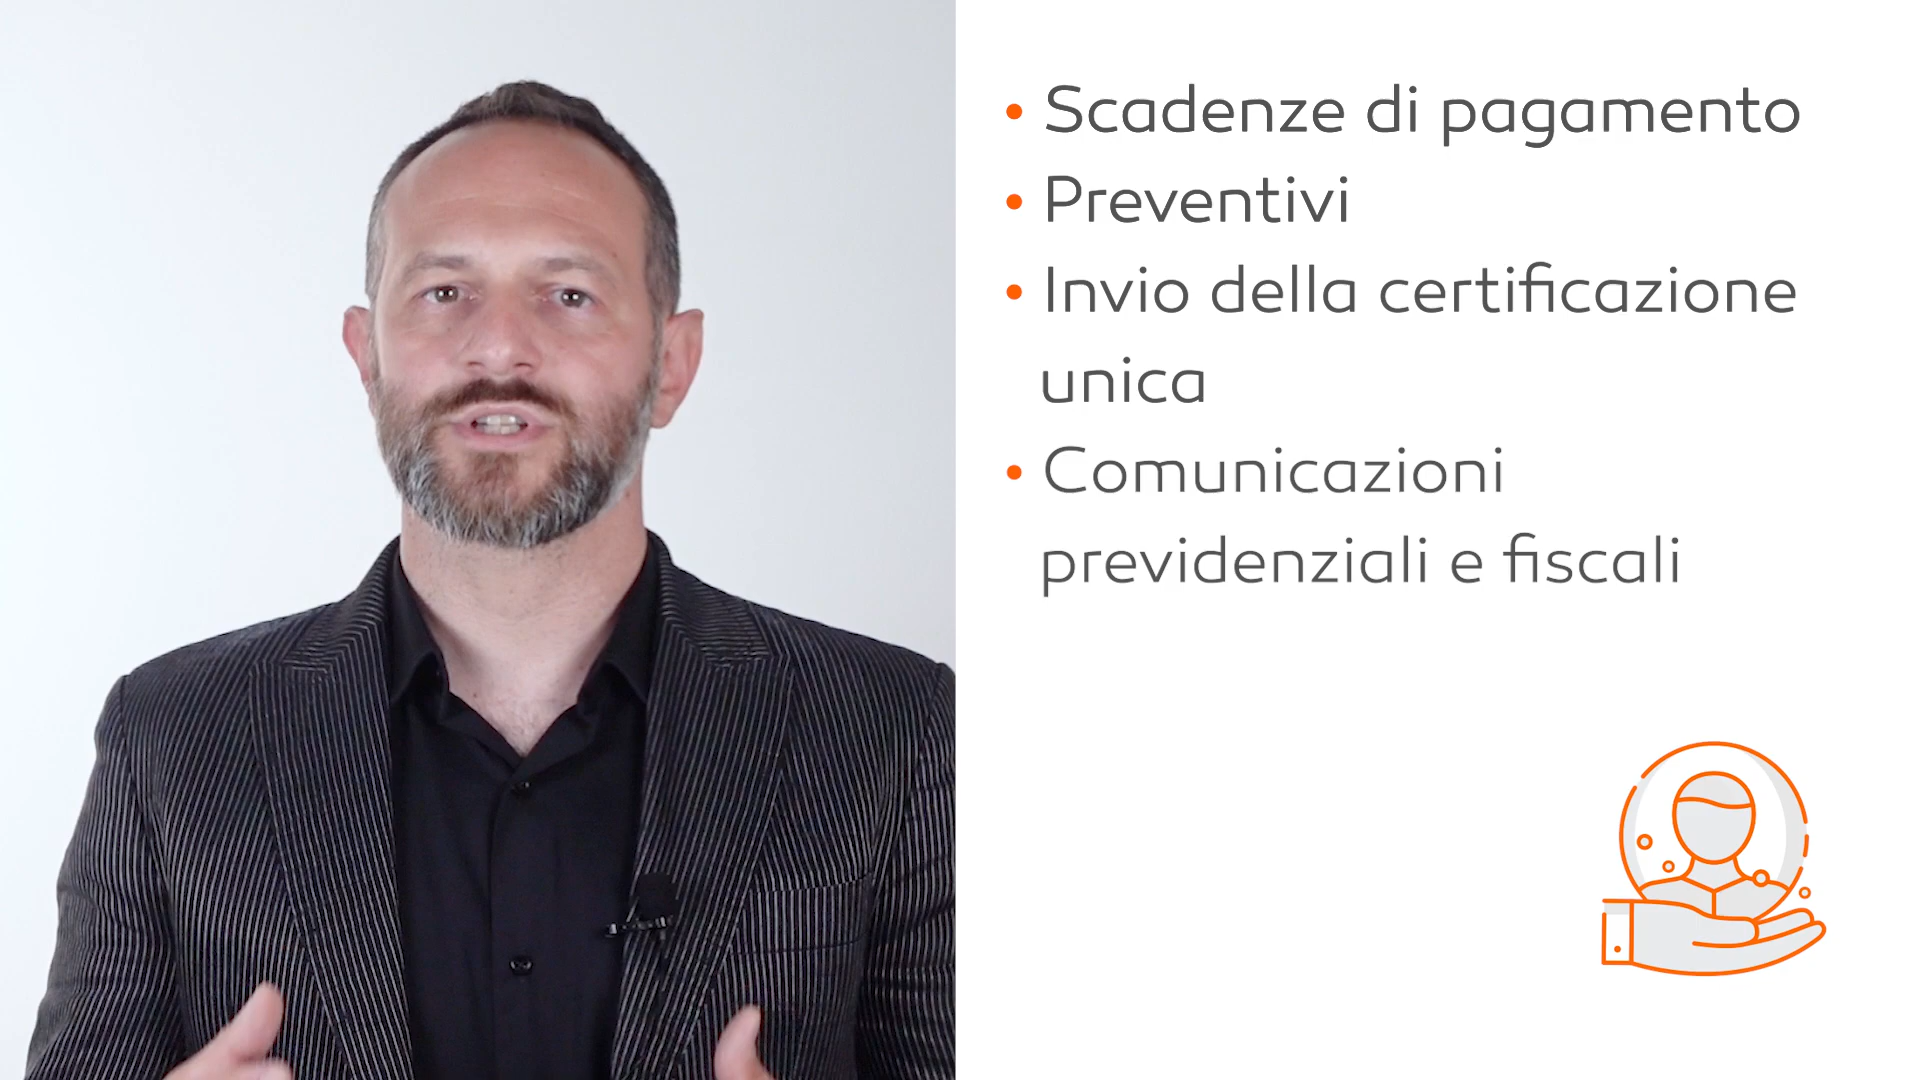 • Scadenze di pagamento
• Preventivi
• Invio della certificazione
unica
• Comunicazioni
previdenziali e fiscali